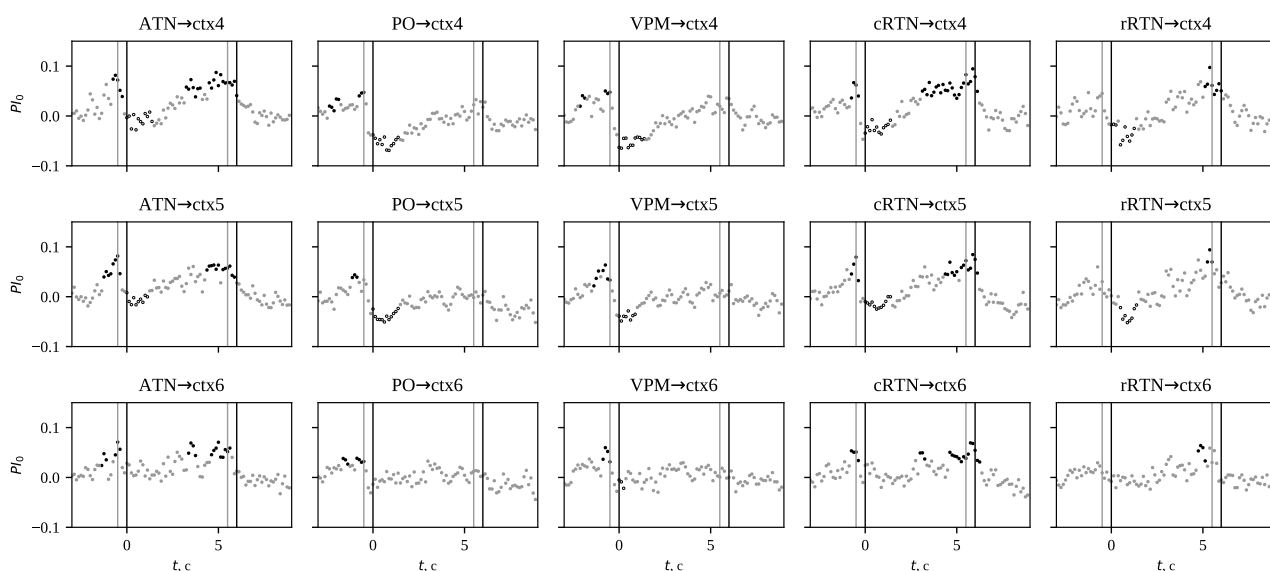 ATN→ctx4 PO→ctx4 VPM→ctx4 cRTN→ctx4 rRTN→ctx4
0.1
0.0
−0.1
PI₀
ATN→ctx5 PO→ctx5 VPM→ctx5 cRTN→ctx5 rRTN→ctx5
0.1
0.0
−0.1
PI₀
ATN→ctx6 PO→ctx6 VPM→ctx6 cRTN→ctx6 rRTN→ctx6
0.1
0.0
−0.1
PI₀
0 5 0 5 0 5 0 5 0 5
t, с t, с t, с t, с t, с